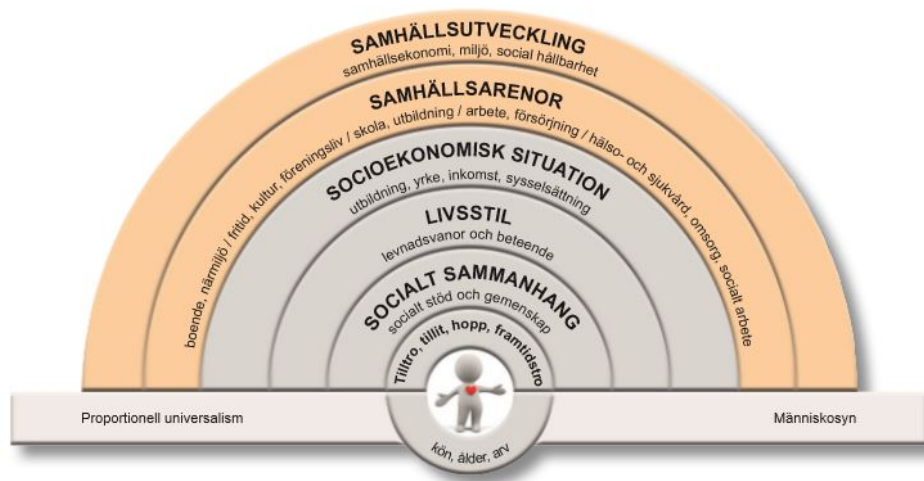 SAMHÄLLSUTVECKLING
samhällsekonomi, miljö, social hållbarhet
SAMHÄLLSARENOR
boende, närmiljö / fritid, kultur, föreningsliv / skola, utbildning / arbete, försörjning / hälso- och sjukvård, omsorg, socialt arbete
SOCIOEKONOMISK SITUATION
utbildning, yrke, inkomst, sysselsättning
LIVSSTIL
levnadsvanor och beteende
SOCIALT SAMMANHANG
socialt stöd och gemenskap
Tilltro, tillit, hopp, framtidstro
Proportionell universalism
Människosyn
kön, ålder, arv